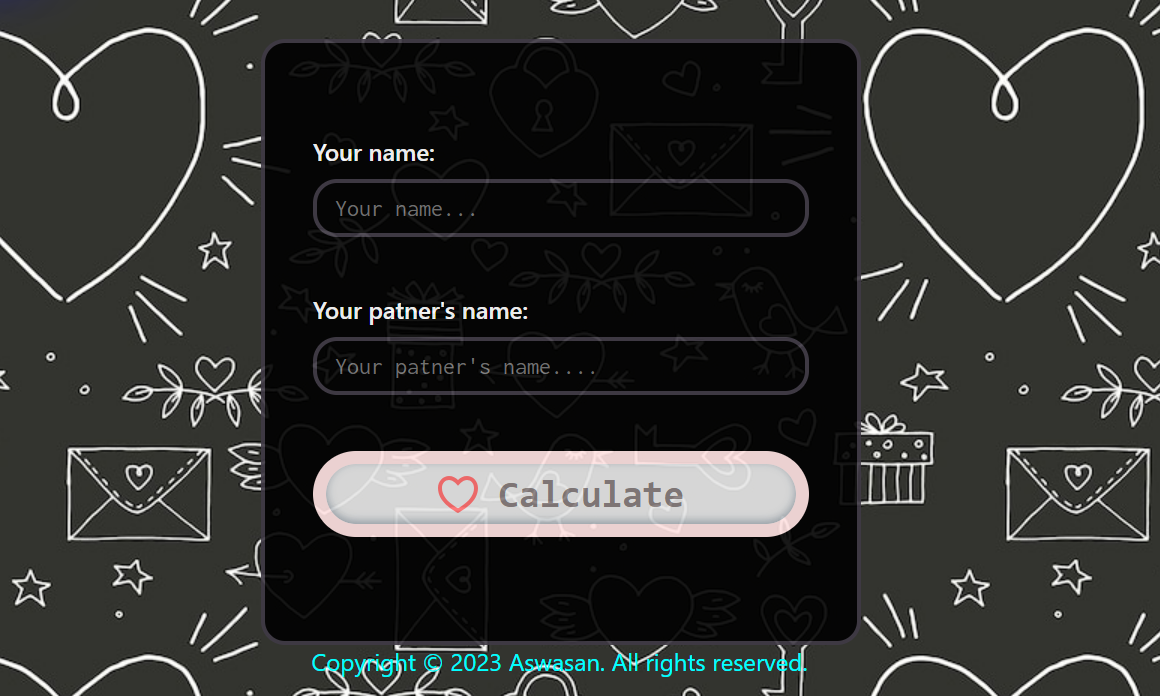 Your name:
Your name...
Your patner's name:
Your patner's name....
Calculate
Copyright © 2023 Aswasan. All rights reserved.